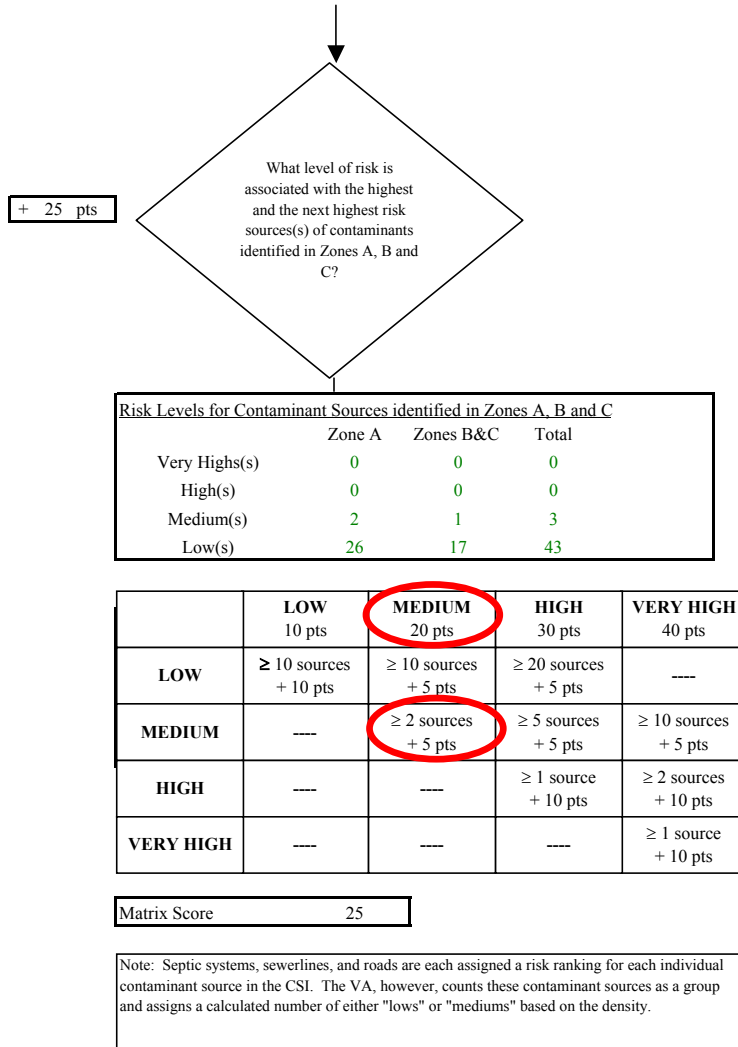 What level of risk is
associated with the highest
and the next highest risk
sources(s) of contaminants
identified in Zones A, B and
C?
+ 25 pts
Risk Levels for Contaminant Sources identified in Zones A, B and C
Zone A Zones B&C Total
Very Highs(s) 0 0 0
High(s) 0 0 0
Medium(s) 2 1 3
Low(s) 26 17 43
LOW MEDIUM HIGH VERY HIGH
10 pts 20 pts 30 pts 40 pts
LOW ≥ 10 sources ≥ 10 sources ≥ 20 sources ----
+ 10 pts + 5 pts + 5 pts
MEDIUM ---- ≥ 2 sources ≥ 5 sources ≥ 10 sources
+ 5 pts + 5 pts + 5 pts
HIGH ---- ---- ≥ 1 source ≥ 2 sources
+ 10 pts + 10 pts
VERY HIGH ---- ---- ---- ≥ 1 source
+ 10 pts
Matrix Score 25
Note: Septic systems, sewerlines, and roads are each assigned a risk ranking for each individual
contaminant source in the CSI. The VA, however, counts these contaminant sources as a group
and assigns a calculated number of either "lows" or "mediums" based on the density.